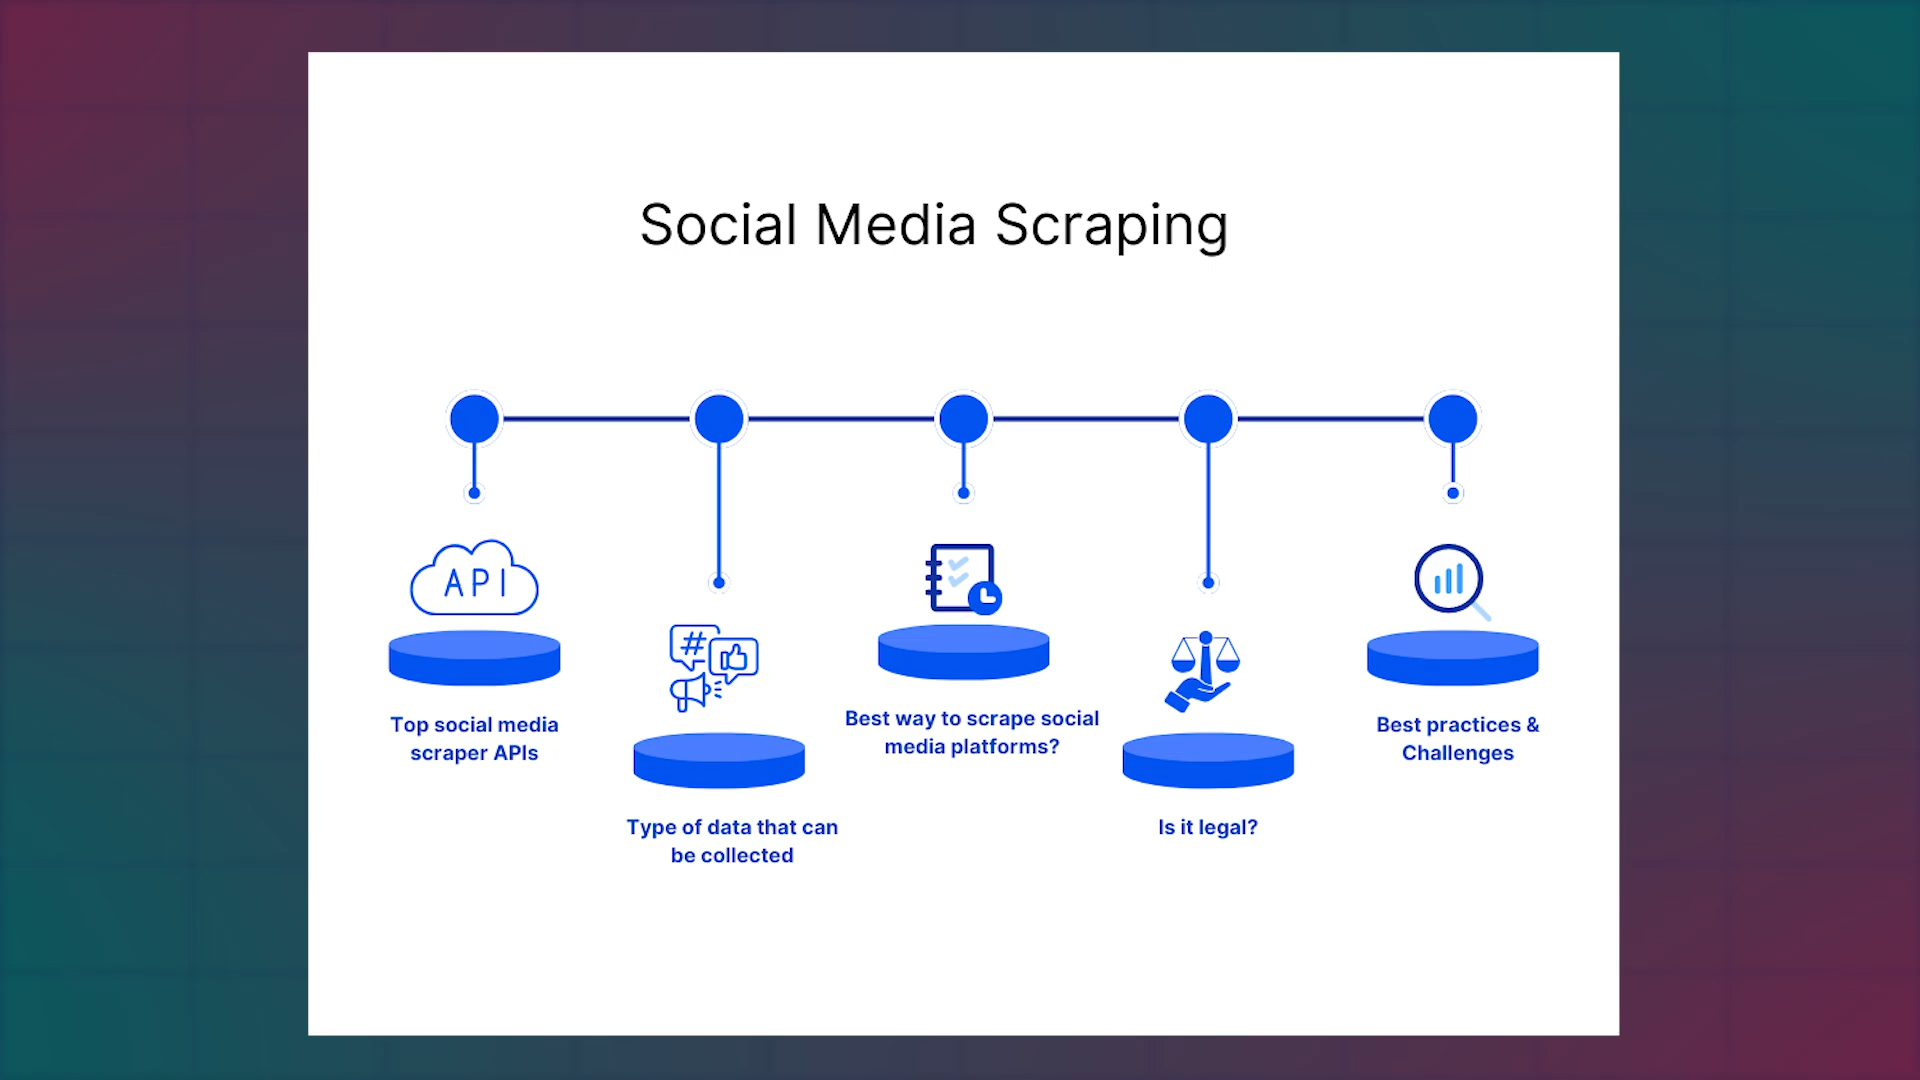 Social Media Scraping
API
#
Top social media
scraper APIs
Type of data that can
be collected
Best way to scrape social
media platforms?
Is it legal?
Best practices &
Challenges